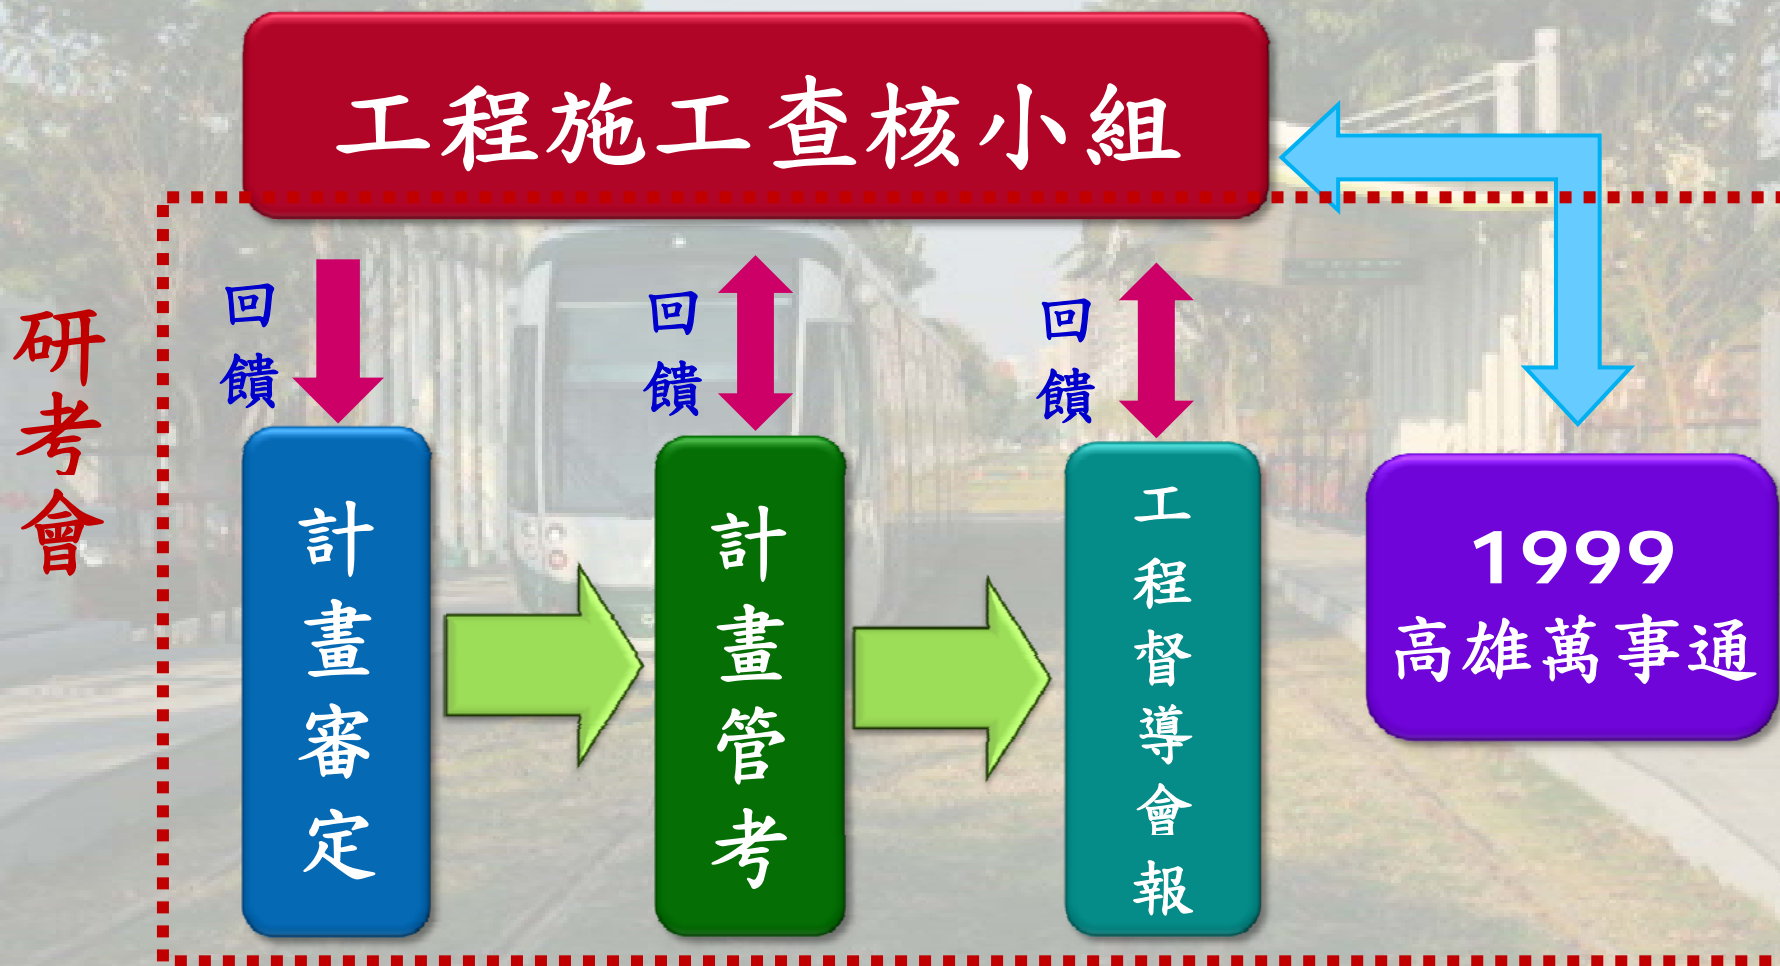 工程施工查核小組
研考會
回饋
回饋
回饋
計畫審定
計畫管考
工程督導會報
1999
高雄萬事通